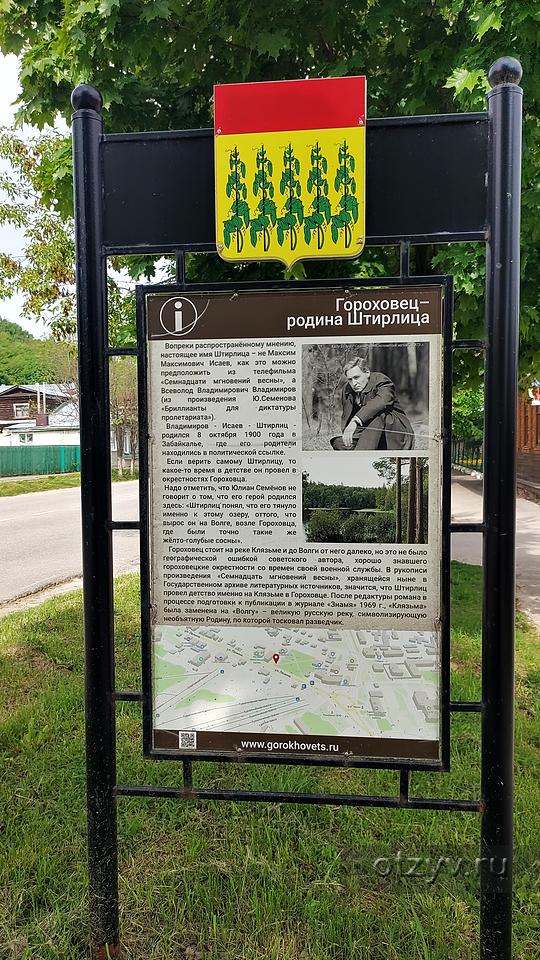 i
Гороховец–
родина Штирлица
Вопреки распространённому мнению,
настоящее имя Штирлица – не Максим
Максимович Исаев, как это можно
предположить из телефильма
«Семнадцати мгновений весны», а
Всеволод Владимирович Владимиров
(из произведения Ю.Семенова
«Бриллианты для диктатуры
пролетариата»).
Владимиров - Исаев - Штирлиц -
родился 8 октября 1900 года в
Забайкалье, где его родители
находились в политической ссылке.
Если верить самому Штирлицу, то
какое-то время в детстве он провел в
окрестностях Гороховца.
Надо отметить, что Юлиан Семёнов не
говорит о том, что его герой родился
здесь: «Штирлиц понял, что его тянуло
именно к этому озеру, оттого, что
вырос он на Волге, возле Гороховца,
где были точно такие же
жёлто-голубые сосны».
Гороховец стоит на реке Клязьме и до Волги от него далеко, но это не было
географической ошибкой советского автора, хорошо знавшего
гороховецкие окрестности со времен своей военной службы. В рукописи
произведения «Семнадцать мгновений весны», хранящейся ныне в
Государственном архиве литературных источников, значится, что Штирлиц
провел детство именно на Клязьме в Гороховце. После редактуры романа в
процессе подготовки к публикации в журнале «Знамя» 1969 г., «Клязьма»
была заменена на «Волгу» – великую русскую реку, символизирующую
необъятную Родину, по которой тосковал разведчик.
www.gorokhovets.ru
otzyv.ru